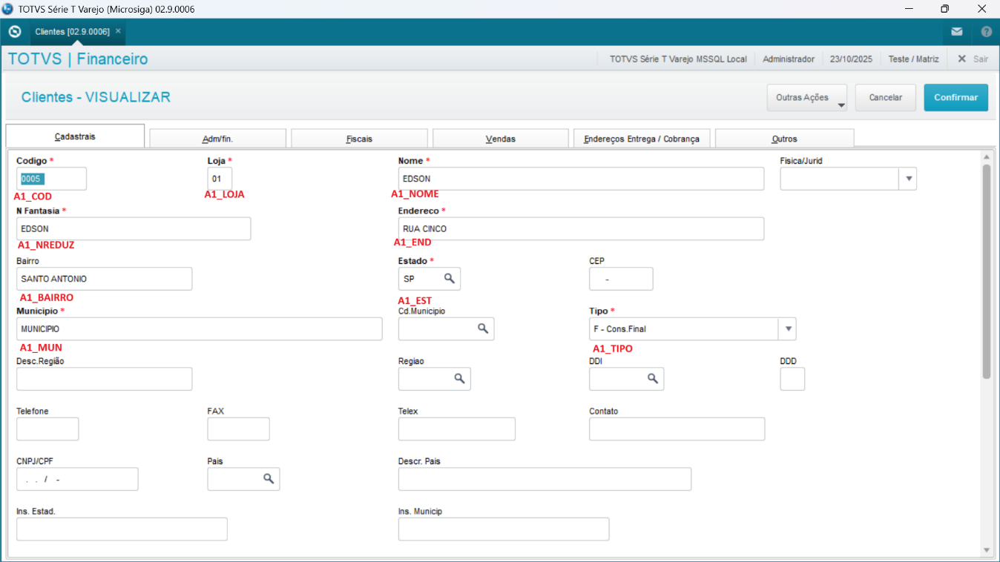 TOTVS Série T Varejo (Microsiga) 02.9.0006
Clientes [02.9.0006] ×
TOTVS | Financeiro
TOTVS Série T Varejo MSSQL Local
Administrador
23/10/2025
Teste / Matriz
Sair
Clientes - VISUALIZAR
Outras Ações
Cancelar
Confirmar
Cadastrais
Adm/fin.
Fiscais
Vendas
Endereços Entrega / Cobrança
Outros
Codigo *
Loja *
Nome *
Fisica/Jurid
0005
01
EDSON
A1_COD
A1_LOJA
A1_NOME
N Fantasia *
Endereco *
EDSON
RUA CINCO
A1_NREDUZ
A1_END
Bairro
Estado *
CEP
SANTO ANTONIO
SP
-
A1_BAIRRO
A1_EST
Municipio *
Cd.Municipio
Tipo *
MUNICIPIO
F - Cons.Final
A1_MUN
A1_TIPO
Desc.Região
Regiao
DDI
DDD
Telefone
FAX
Telex
Contato
CNPJ/CPF
Pais
Descr. Pais
. . / -
Ins. Estad.
Ins. Municip